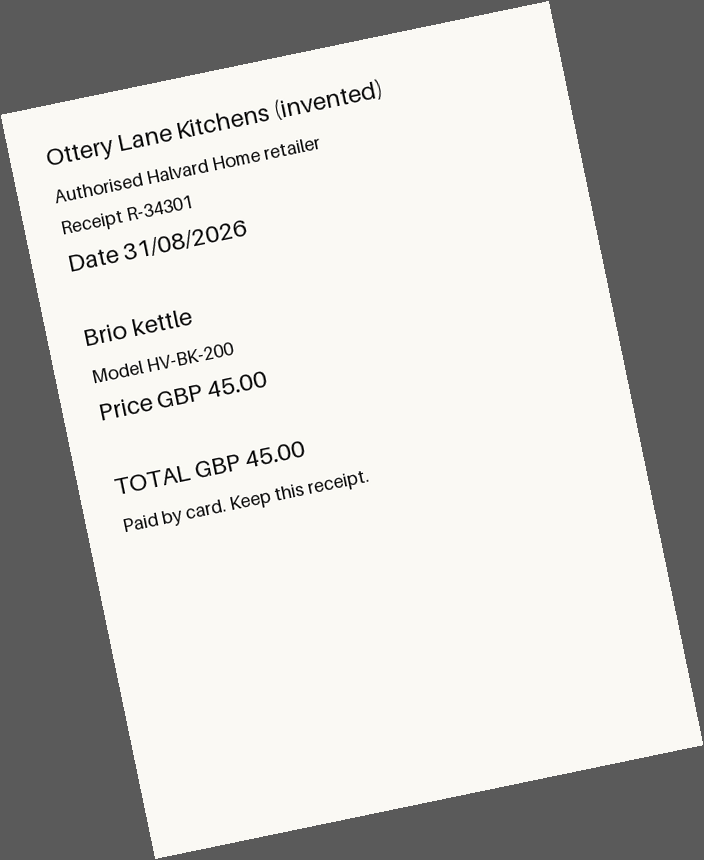 Ottery Lane Kitchens (invented)
Authorised Halvard Home retailer
Receipt R-34301
Date 31/08/2026
Brio kettle
Model HV-BK-200
Price GBP 45.00
TOTAL GBP 45.00
Paid by card. Keep this receipt.